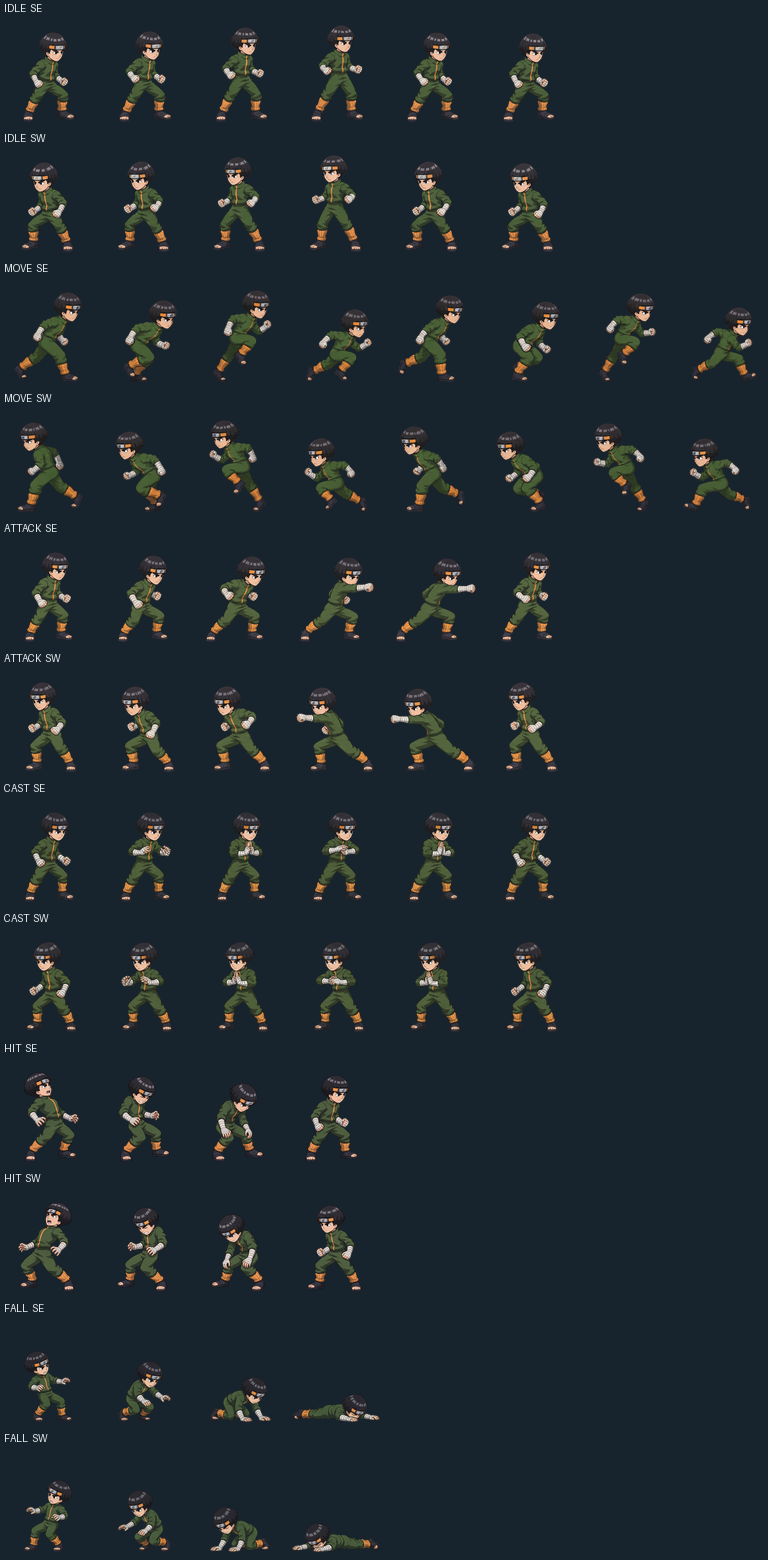 IDLE SE
IDLE SW
MOVE SE
MOVE SW
ATTACK SE
ATTACK SW
CAST SE
CAST SW
HIT SE
HIT SW
FALL SE
FALL SW